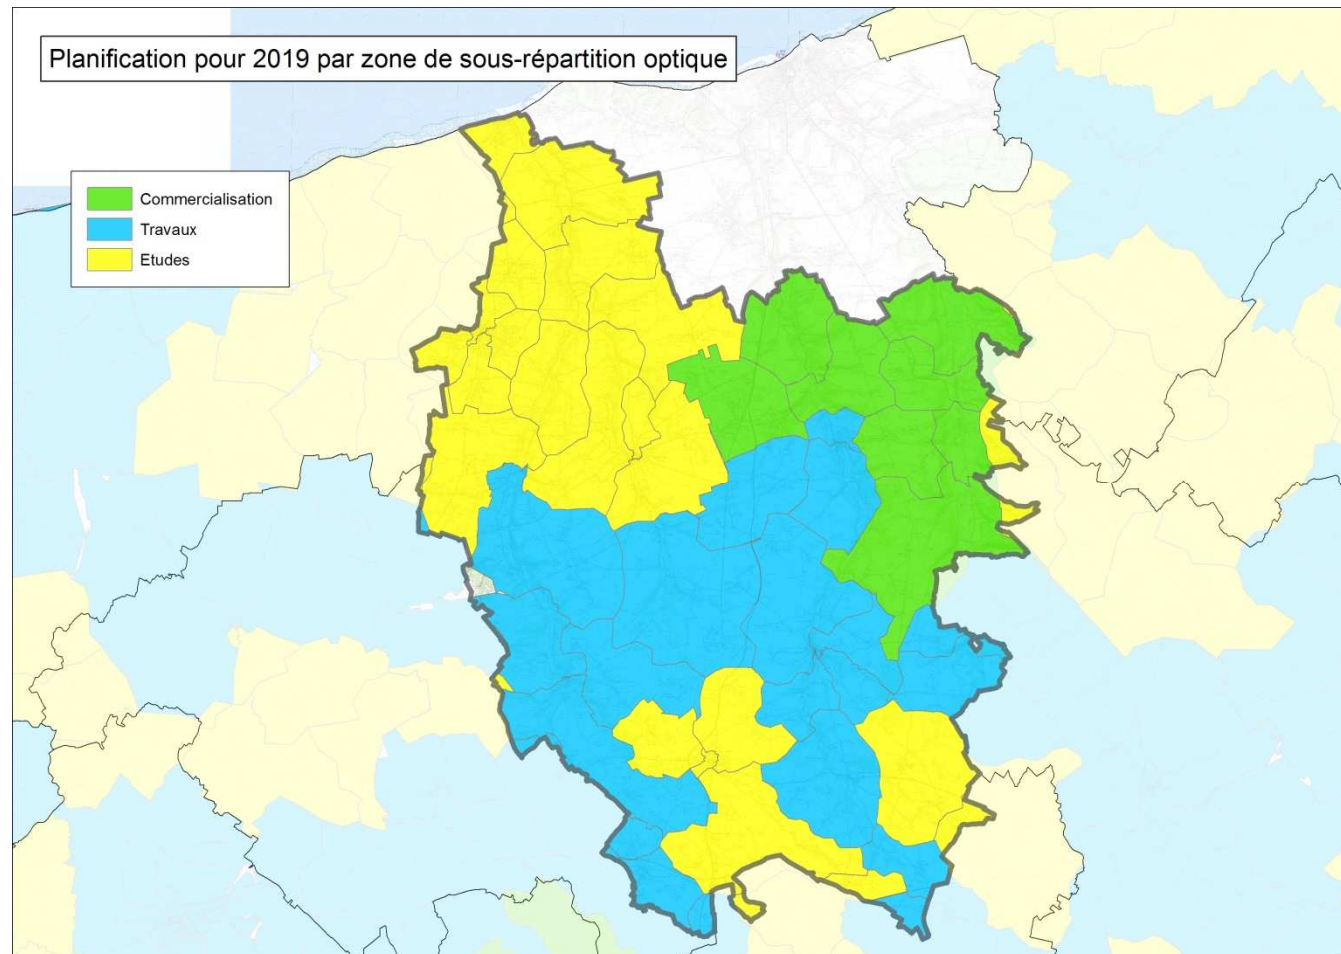 Planification pour 2019 par zone de sous-répartition optique
Commercialisation
Travaux
Etudes